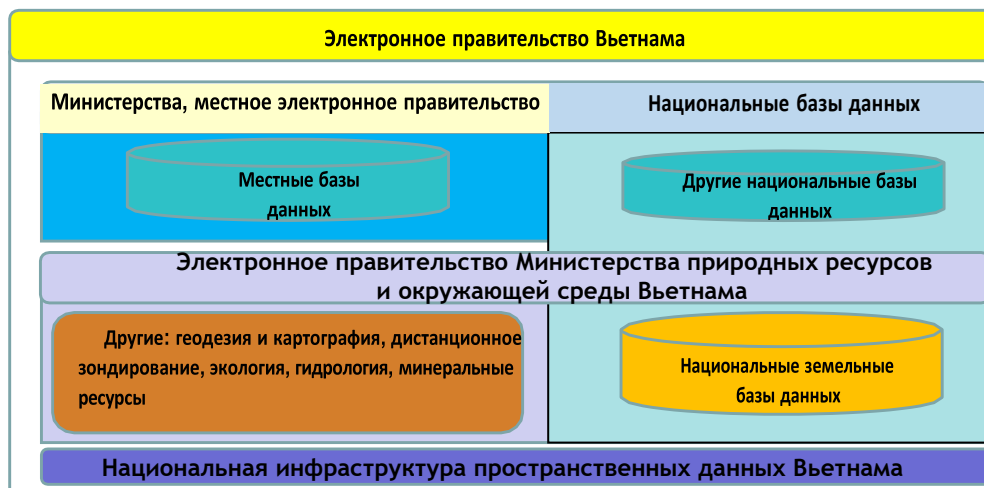 Электронное правительство Вьетнама
Министерства, местное электронное правительство
Национальные базы данных
Местные базы
данных
Другие национальные базы
данных
Электронное правительство Министерства природных ресурсов
и окружающей среды Вьетнама
Другие: геодезия и картография, дистанционное
зондирование, экология, гидрология, минеральные
ресурсы
Национальные земельные
базы данных
Национальная инфраструктура пространственных данных Вьетнама